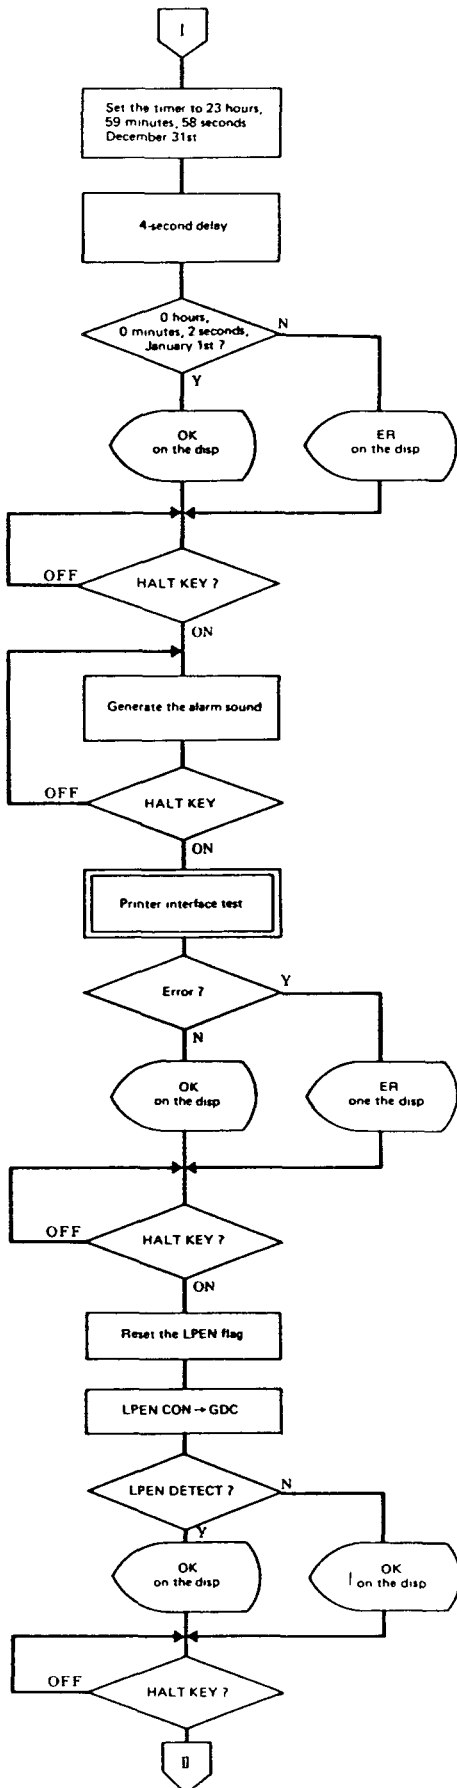 I
Set the timer to 23 hours,
59 minutes, 58 seconds
December 31st
4-second delay
0 hours,
0 minutes, 2 seconds,
January 1st ?
N
Y
OK
on the disp
ER
on the disp
OFF
HALT KEY ?
ON
Generate the alarm sound
OFF
HALT KEY
ON
Printer interface test
Error ?
Y
N
OK
on the disp
ER
one the disp
OFF
HALT KEY ?
ON
Reset the LPEN flag
LPEN CON → GDC
LPEN DETECT ?
N
Y
OK
on the disp
OK
on the disp
OFF
HALT KEY ?